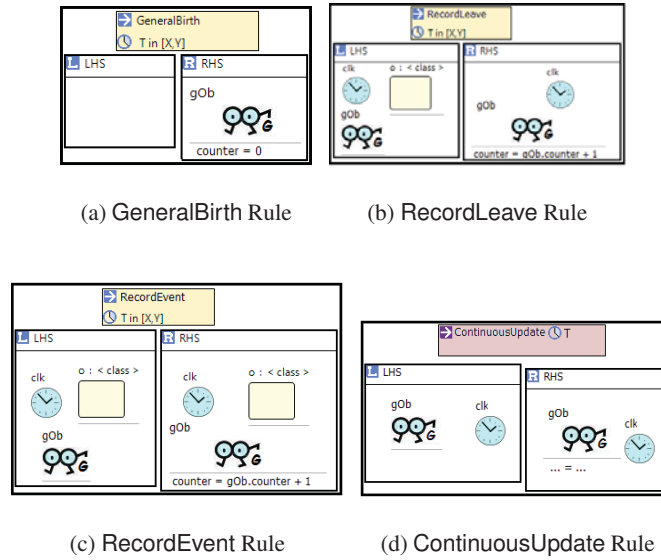 GeneralBirth
T in [X,Y]
L LHS
R RHS
gOb
G
counter = 0
(a) GeneralBirth Rule
RecordLeave
T in [X,Y]
L LHS
R RHS
clk
o : < class >
gOb
G
clk
gOb
G
counter = gOb.counter + 1
(b) RecordLeave Rule
RecordEvent
T in [X,Y]
L LHS
R RHS
clk
o : < class >
gOb
G
clk
o : < class >
gOb
G
counter = gOb.counter + 1
(c) RecordEvent Rule
ContinuousUpdate T
L LHS
R RHS
gOb
G
clk
gOb
G
clk
... = ...
(d) ContinuousUpdate Rule